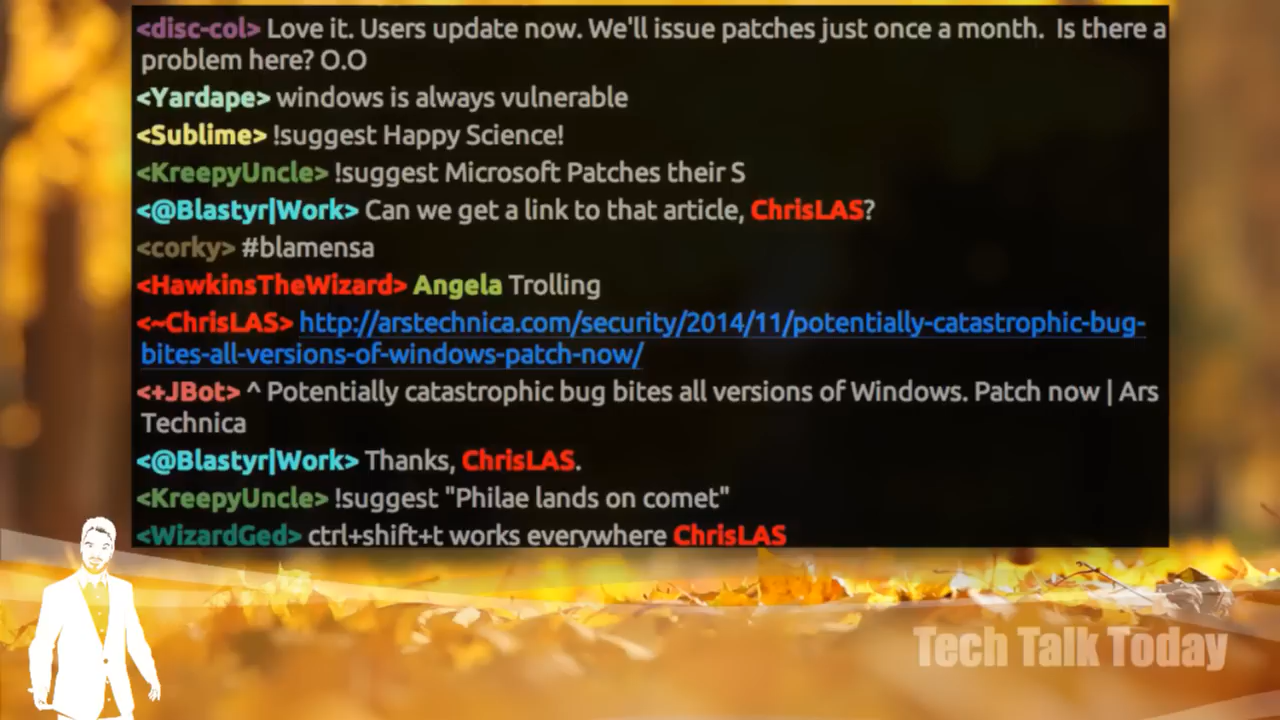 <disc-col> Love it. Users update now. We'll issue patches just once a month.  Is there a
problem here? O.O
<Yardape> windows is always vulnerable
<Sublime> !suggest Happy Science!
<KreepyUncle> !suggest Microsoft Patches their S
<@Blastyr|Work> Can we get a link to that article, ChrisLAS?
<corky> #blamensa
<HawkinsTheWizard> Angela Trolling
<~ChrisLAS> http://arstechnica.com/security/2014/11/potentially-catastrophic-bug-
bites-all-versions-of-windows-patch-now/
<+JBot> ^ Potentially catastrophic bug bites all versions of Windows. Patch now | Ars
Technica
<@Blastyr|Work> Thanks, ChrisLAS.
<KreepyUncle> !suggest "Philae lands on comet"
<WizardGed> ctrl+shift+t works everywhere ChrisLAS
Tech Talk Today